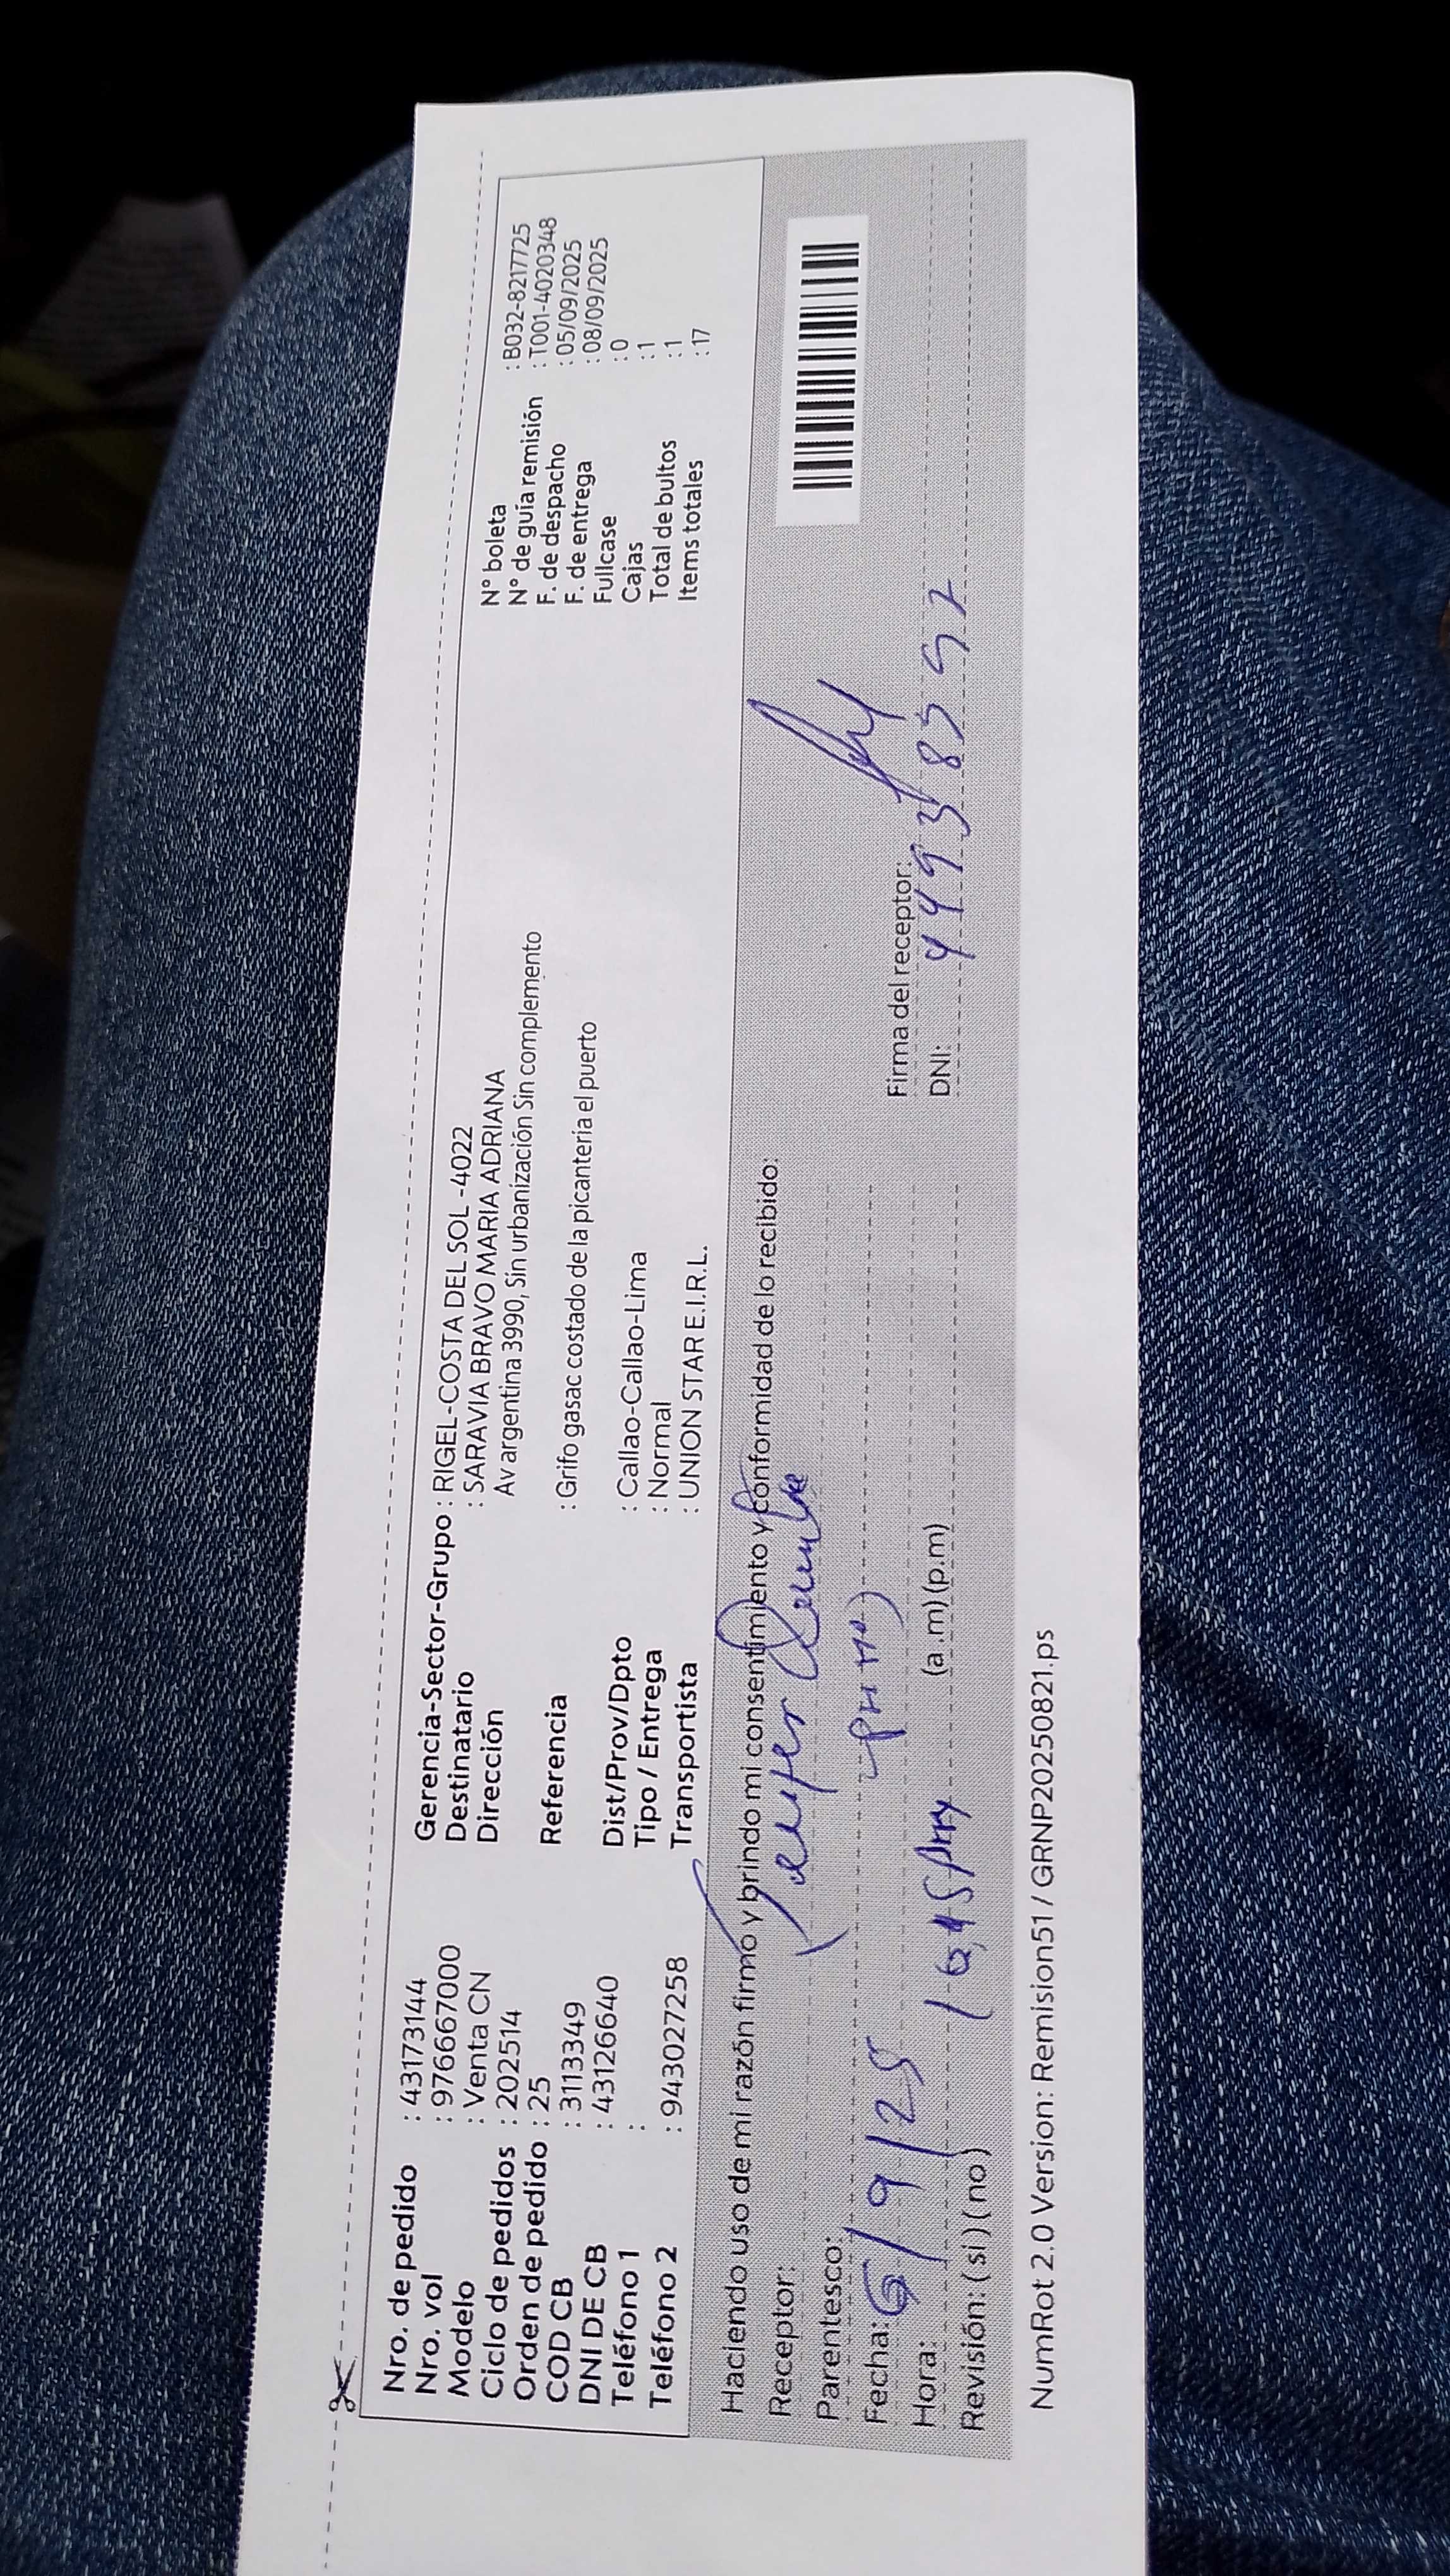 Nro. de pedido : 43173144
Nro. vol : 976667000
Modelo : Venta CN
Ciclo de pedidos : 202514
Orden de pedido : 25
COD CB : 3113349
DNI DE CB : 43126640
Teléfono 1 :
Teléfono 2 : 943027258
Gerencia-Sector-Grupo : RIGEL-COSTA DEL SOL -4022
Destinatario : SARAVIA BRAVO MARIA ADRIANA
Dirección Av argentina 3990, Sin urbanización Sin complemento
Referencia : Grifo gasac costado de la picanteria el puerto
Dist/Prov/Dpto : Callao-Callao-Lima
Tipo / Entrega : Normal
Transportista : UNION STAR E.I.R.L.
N° boleta : B032-8217725
N° de guía remisión : T001-4020348
F. de despacho : 05/09/2025
F. de entrega : 08/09/2025
Fullcase : 0
Cajas : 1
Total de bultos : 1
Items totales : 17
Haciendo uso de mi razón firmo y brindo mi consentimiento y conformidad de lo recibido:
Receptor:
Parentesco:
Fecha: 6/9/25
Hora: (a.m) (p.m)
Revisión: ( si ) ( no )
Firma del receptor:
DNI:
NumRot 2.0 Version: Remision51 / GRNP20250821.ps